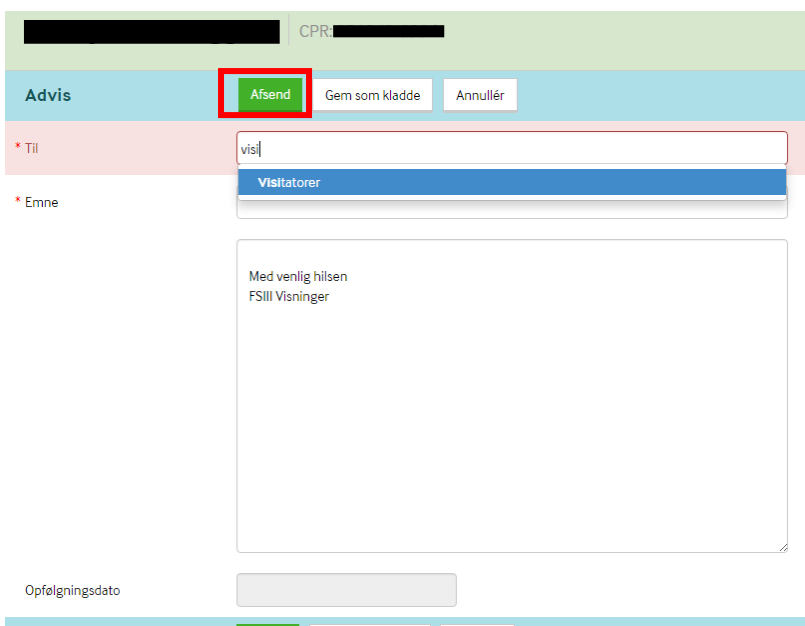 CPR:
Advis Afsend Gem som kladde Annullér
* Til visi
Visitatorer
* Emne
Med venlig hilsen
FSIII Visninger
Opfølgningsdato